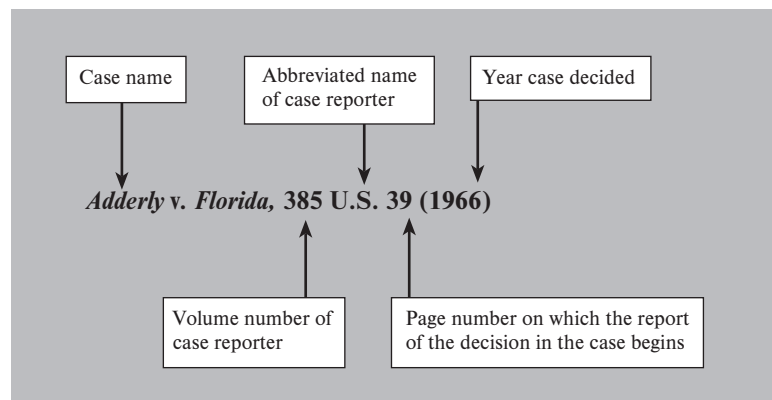 Case name
Abbreviated name
of case reporter
Year case decided
Adderly v. Florida, 385 U.S. 39 (1966)
Volume number of
case reporter
Page number on which the report
of the decision in the case begins